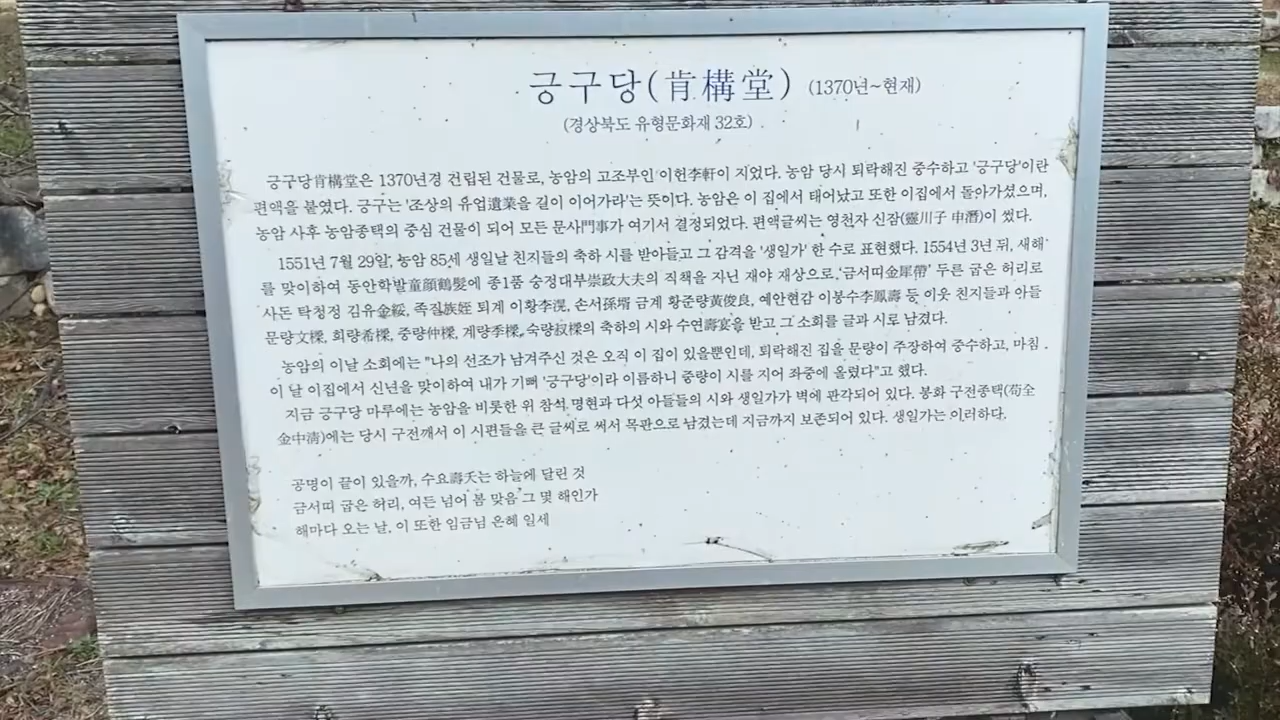 긍구당(肯構堂) (1370년~현재)
(경상북도 유형문화재 32호)
긍구당肯構堂은 1370년경 건립된 건물로, 농암의 고조부인 이헌李軒이 지었다. 농암 당시 퇴락해진 중수하고 '긍구당'이란
편액을 붙였다. 긍구는 '조상의 유업遺業을 길이 이어가라'는 뜻이다. 농암은 이 집에서 태어났고 또한 이집에서 돌아가셨으며,
농암 사후 농암종택의 중심 건물이 되어 모든 문사門事가 여기서 결정되었다. 편액글씨는 영천자 신잠(靈川子 申潛)이 썼다.
1551년 7월 29일, 농암 85세 생일날 친지들의 축하 시를 받아들고 그 감격을 '생일가' 한 수로 표현했다. 1554년 3년 뒤, 새해
를 맞이하여 동안학발童顔鶴髮에 종1품 숭정대부崇政大夫의 직책을 지닌 재야 재상으로, '금서띠金犀帶' 두른 굽은 허리로
사돈 탁청정 김유金綏, 족질族姪 퇴계 이황李滉, 손서孫壻 금계 황준량黃俊良, 예안현감 이봉수李鳳壽 등 이웃 친지들과 아들
문량文樑, 희량希樑, 중량仲樑, 계량季樑, 숙량叔樑의 축하의 시와 수연壽宴을 받고 그 소회를 글과 시로 남겼다.
농암의 이날 소회에는 "나의 선조가 남겨주신 것은 오직 이 집이 있을뿐인데, 퇴락해진 집을 문량이 주장하여 중수하고, 마침
이 날 이집에서 신년을 맞이하여 내가 기뻐 '긍구당'이라 이름하니 중량이 시를 지어 좌중에 올렸다"고 했다.
지금 긍구당 마루에는 농암을 비롯한 위 참석 명현과 다섯 아들들의 시와 생일가가 벽에 판각되어 있다. 봉화 구전종택(苟全
金中淸)에는 당시 구전깨서 이 시편들을 큰 글씨로 써서 목판으로 남겼는데 지금까지 보존되어 있다. 생일가는 이러하다.
공명이 끝이 있을까, 수요壽夭는 하늘에 달린 것
금서띠 굽은 허리, 여든 넘어 봄 맞음 그 몇 해인가
해마다 오는 날, 이 또한 임금님 은혜 일세